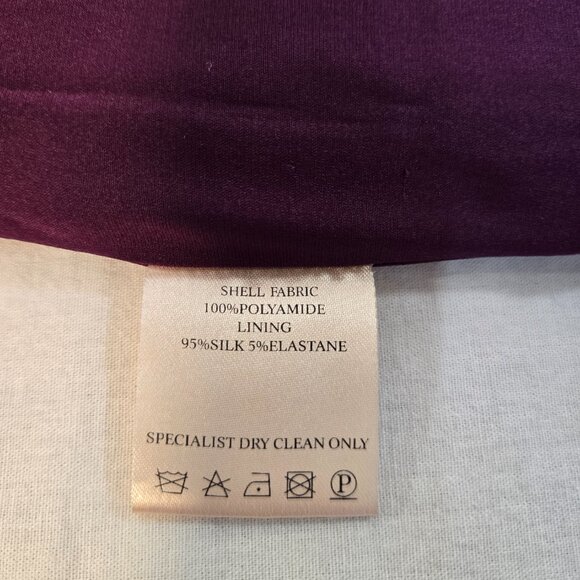 SHELL FABRIC
100%POLYAMIDE
LINING
95%SILK 5%ELASTANE
SPECIALIST DRY CLEAN ONLY
P